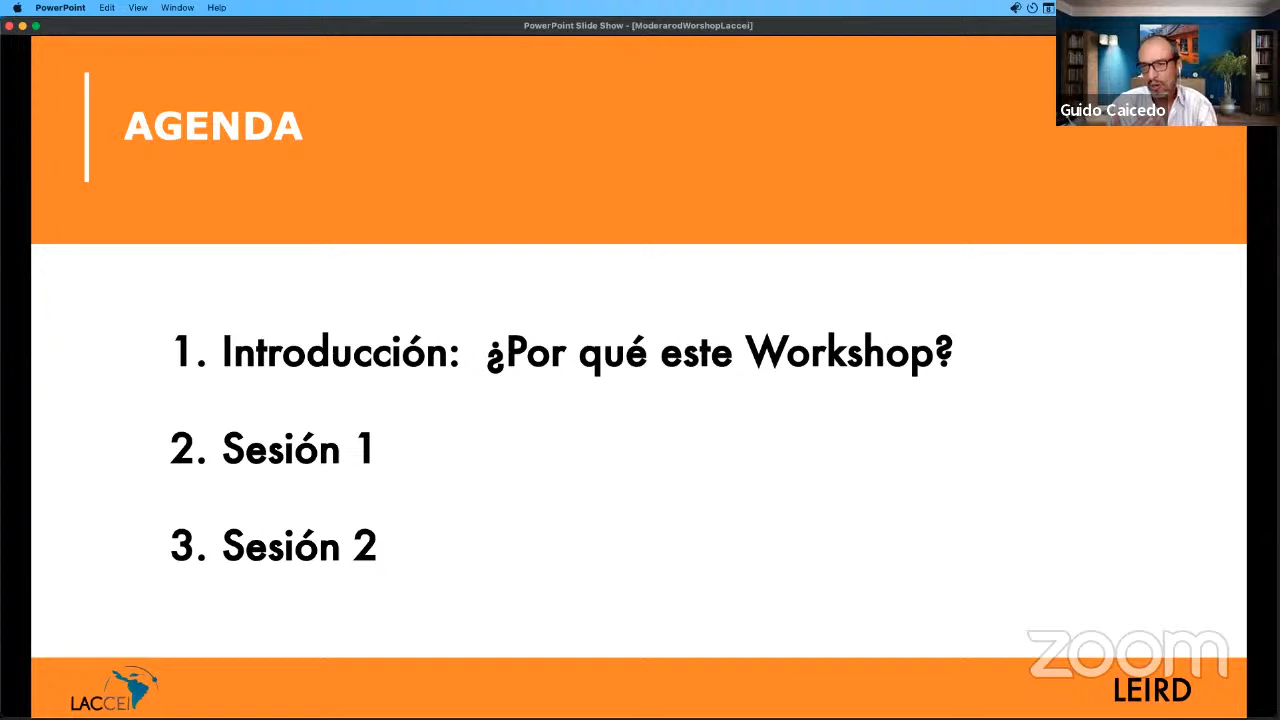 PowerPoint Edit View Window Help
PowerPoint Slide Show - [ModerarodWorshopLaccei]
Guido Caicedo
AGENDA
1. Introducción: ¿Por qué este Workshop?
2. Sesión 1
3. Sesión 2
zoom
LACCEI
LEIRD